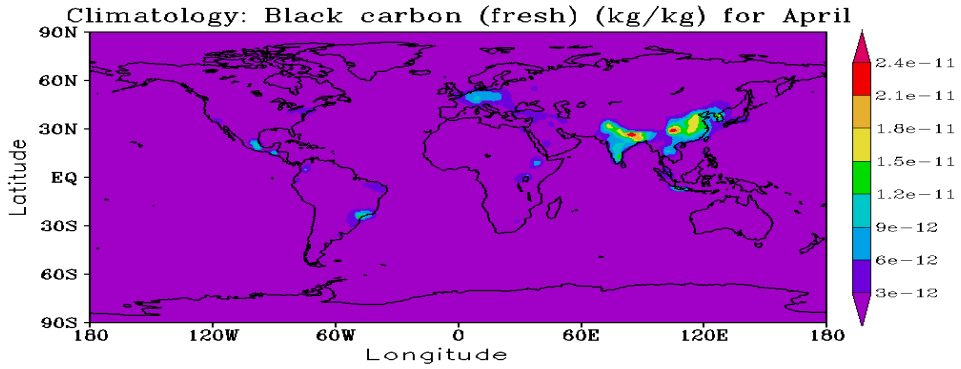 Climatology: Black carbon (fresh) (kg/kg) for April
90N
60N
30N
EQ
30S
60S
90S
Latitude
180 120W 60W 0 60E 120E 180
Longitude
2.4e-11
2.1e-11
1.8e-11
1.5e-11
1.2e-11
9e-12
6e-12
3e-12